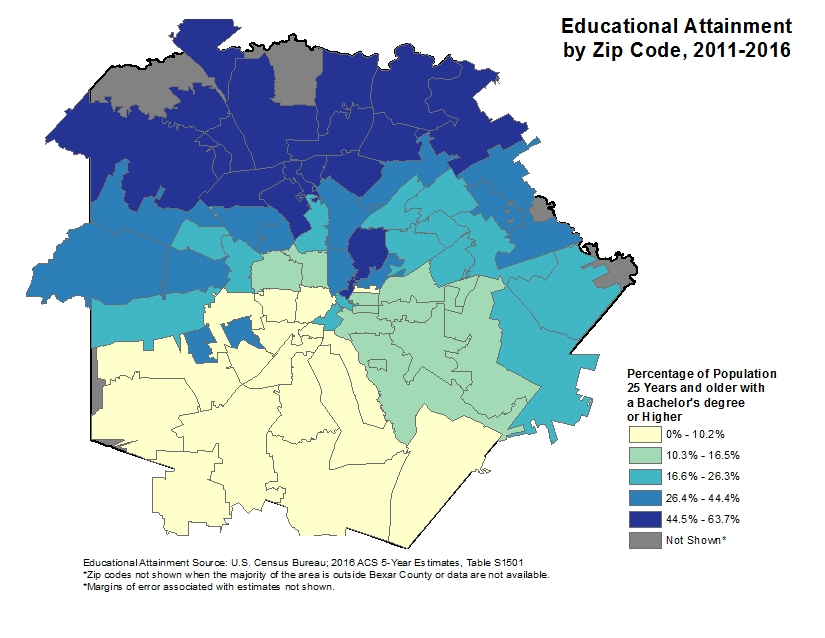 Educational Attainment
by Zip Code, 2011-2016
Percentage of Population
25 Years and older with
a Bachelor's degree
or Higher
0% - 10.2%
10.3% - 16.5%
16.6% - 26.3%
26.4% - 44.4%
44.5% - 63.7%
Not Shown*
Educational Attainment Source: U.S. Census Bureau; 2016 ACS 5-Year Estimates, Table S1501
*Zip codes not shown when the majority of the area is outside Bexar County or data are not available.
*Margins of error associated with estimates not shown.